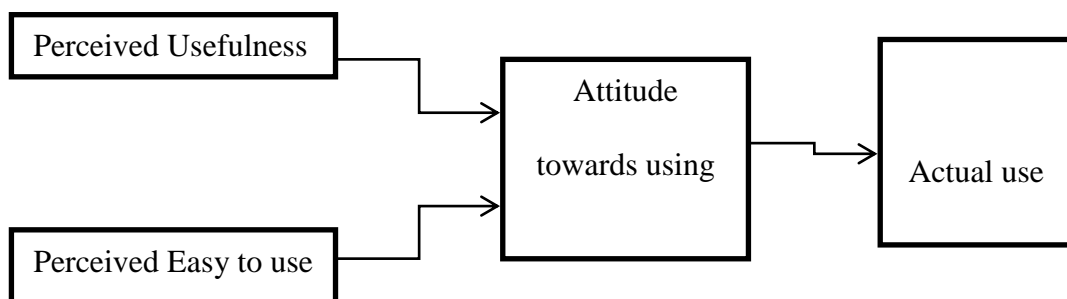 Perceived Usefulness
Attitude
towards using
Actual use
Perceived Easy to use